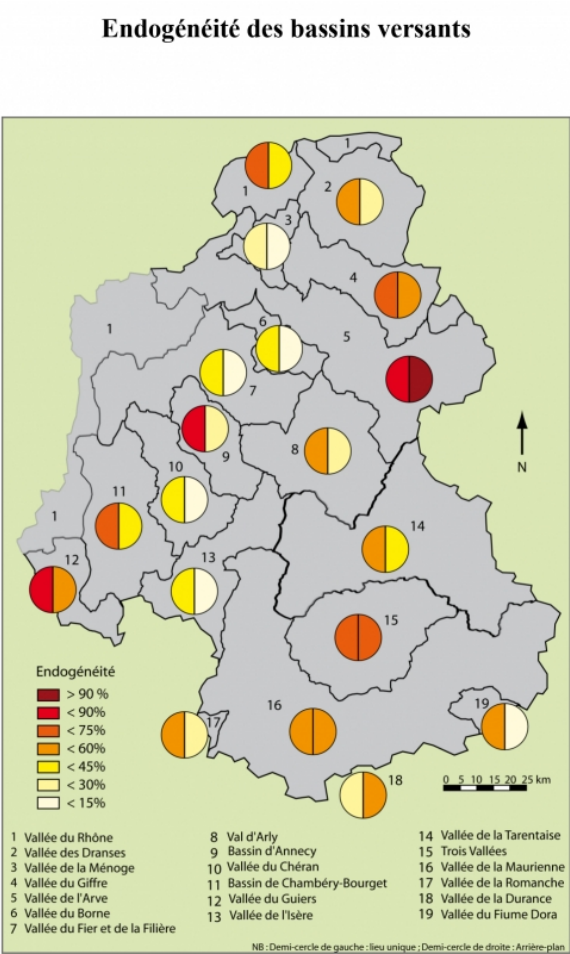 Endogénéité des bassins versants
1
1
2
3
4
1
5
6
7
8
9
10
11
1
12
13
14
15
16
17
18
19
N
Endogénéité
> 90 %
< 90%
< 75%
< 60%
< 45%
< 30%
< 15%
0 5 10 15 20 25 km
1 Vallée du Rhône
2 Vallée des Dranses
3 Vallée de la Ménoge
4 Vallée du Giffre
5 Vallée de l'Arve
6 Vallée du Borne
7 Vallée du Fier et de la Filière
8 Val d'Arly
9 Bassin d'Annecy
10 Vallée du Chéran
11 Bassin de Chambéry-Bourget
12 Vallée du Guiers
13 Vallée de l'Isère
14 Vallée de la Tarentaise
15 Trois Vallées
16 Vallée de la Maurienne
17 Vallée de la Romanche
18 Vallée de la Durance
19 Vallée du Fiume Dora
NB : Demi-cercle de gauche : lieu unique ; Demi-cercle de droite : Arrière-plan